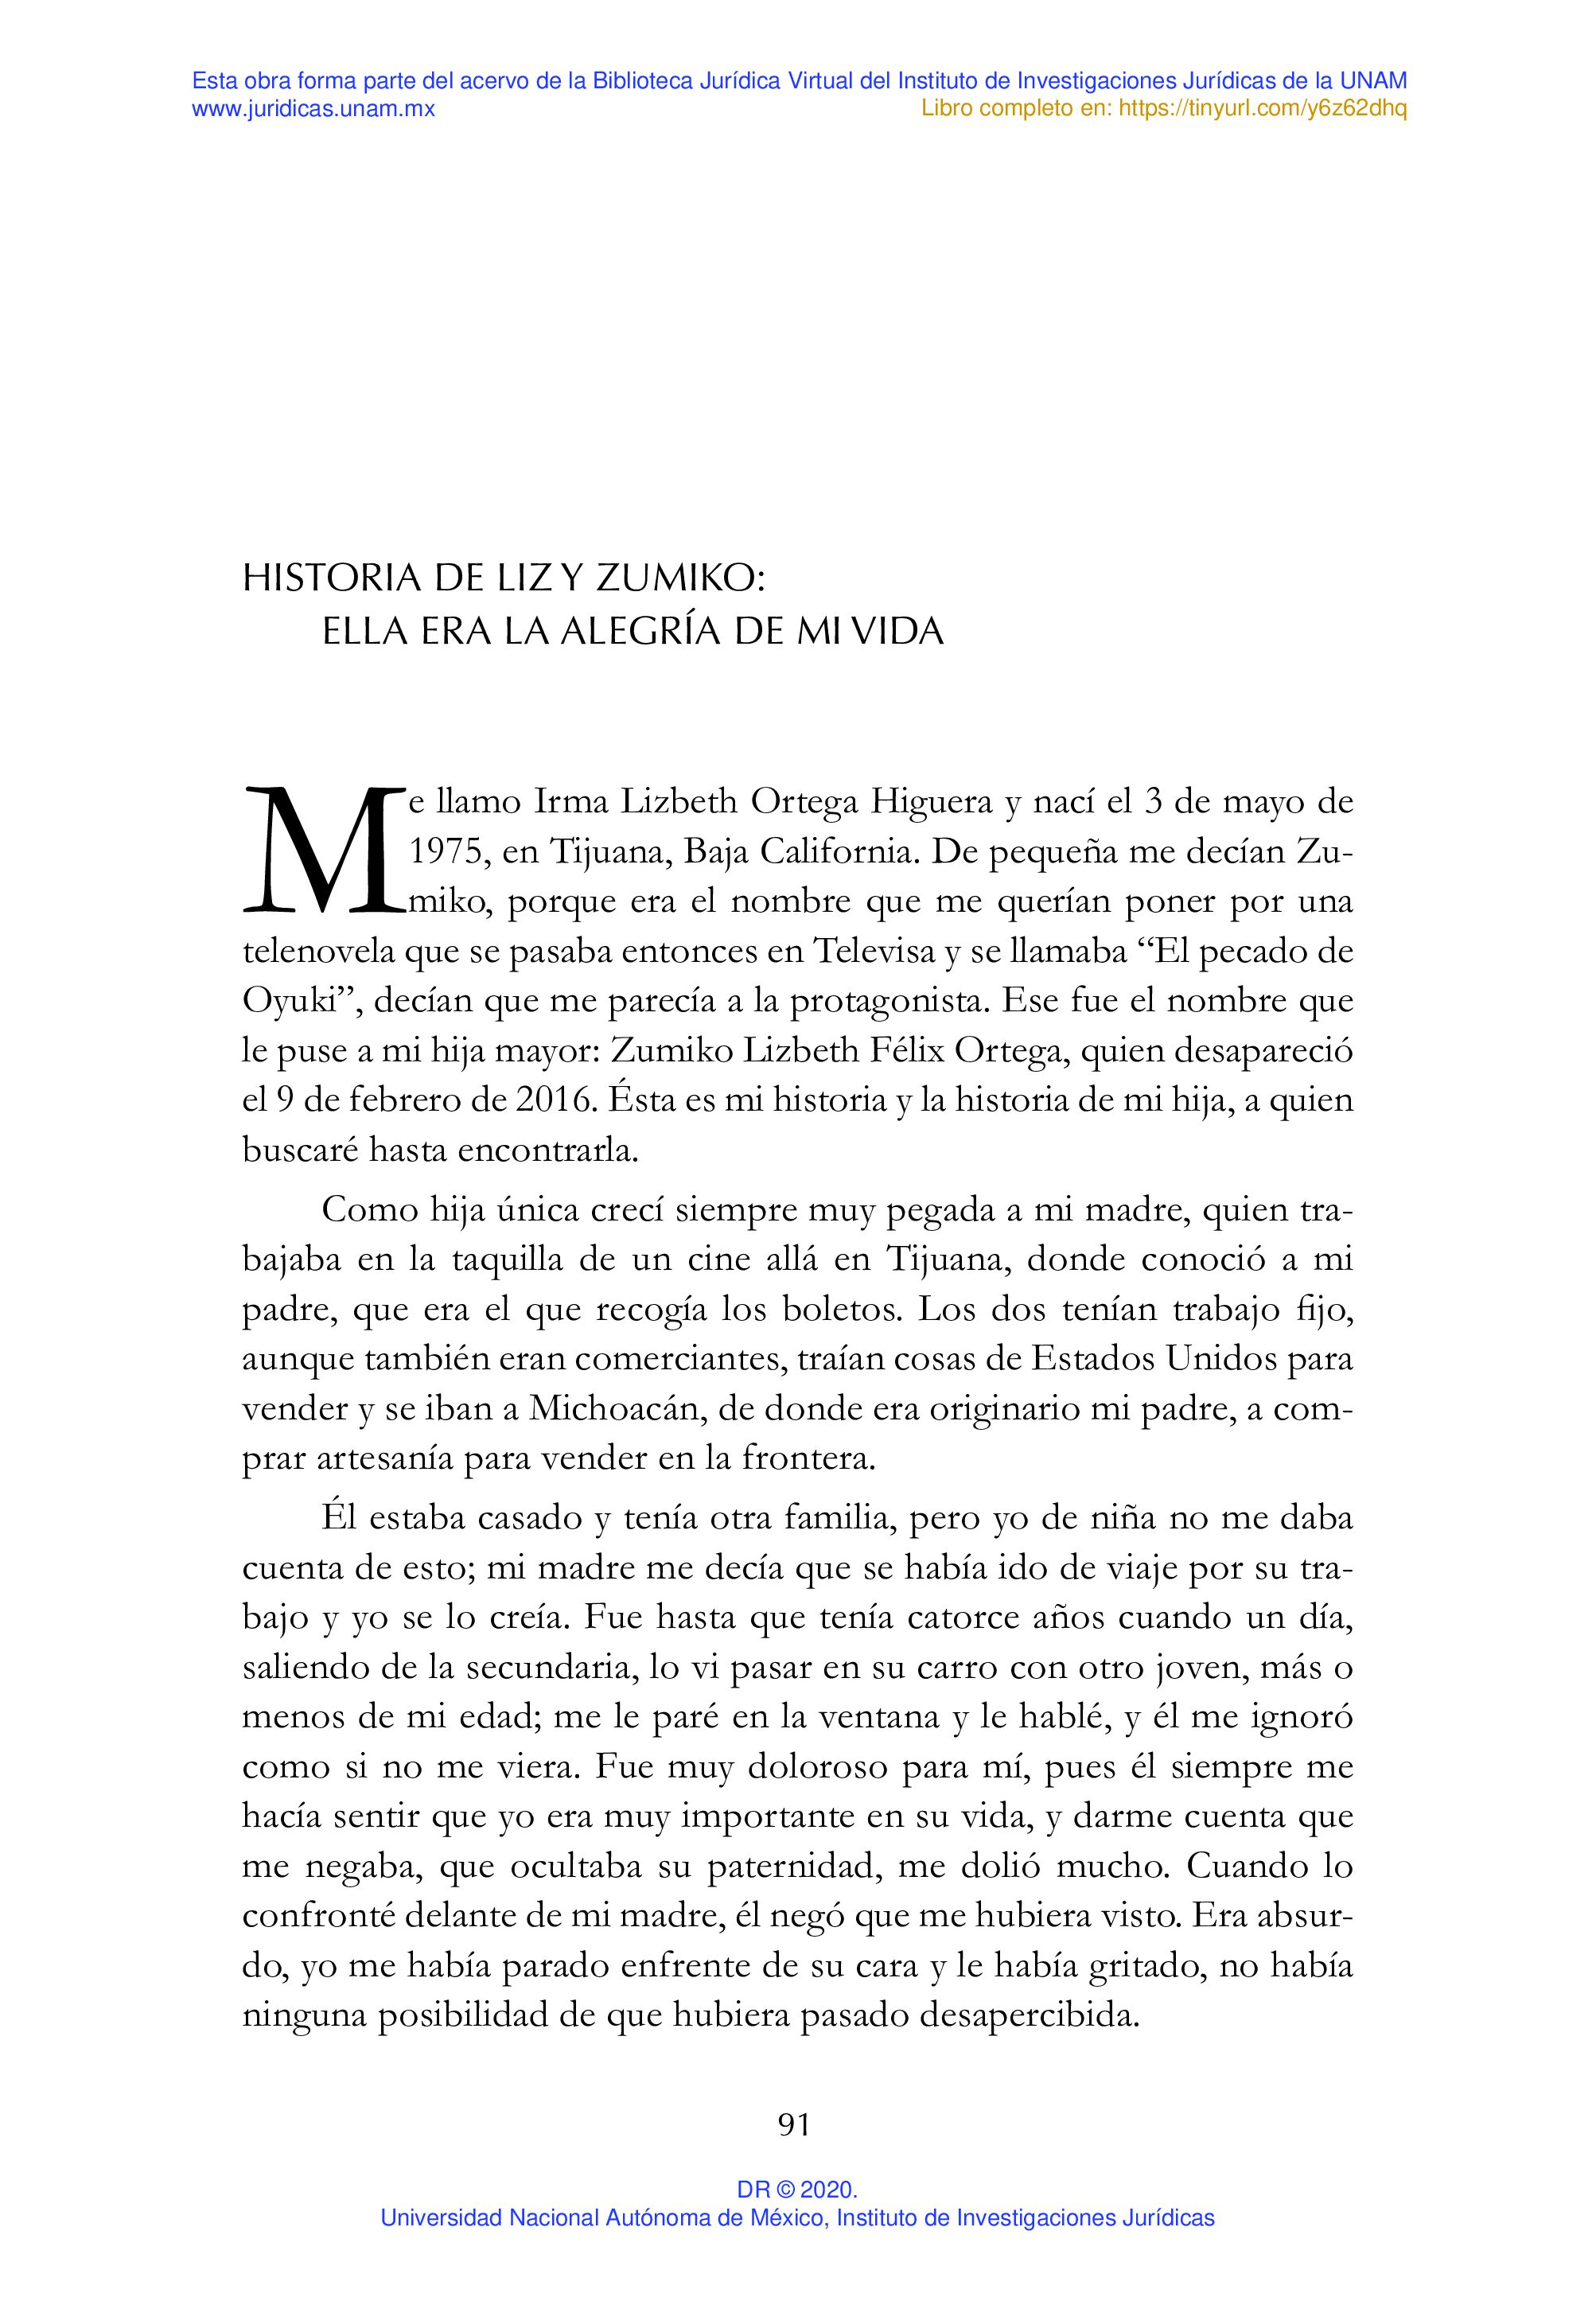 Esta obra forma parte del acervo de la Biblioteca Jurídica Virtual del Instituto de Investigaciones Jurídicas de la UNAM
www.juridicas.unam.mx
Libro completo en: https://tinyurl.com/y6z62dhq
HISTORIA DE LIZ Y ZUMIKO:
ELLA ERA LA ALEGRÍA DE MI VIDA
Me llamo Irma Lizbeth Ortega Higuera y nací el 3 de mayo de
1975, en Tijuana, Baja California. De pequeña me decían Zu-
miko, porque era el nombre que me querían poner por una
telenovela que se pasaba entonces en Televisa y se llamaba “El pecado de
Oyuki”, decían que me parecía a la protagonista. Ese fue el nombre que
le puse a mi hija mayor: Zumiko Lizbeth Félix Ortega, quien desapareció
el 9 de febrero de 2016. Ésta es mi historia y la historia de mi hija, a quien
buscaré hasta encontrarla.
Como hija única crecí siempre muy pegada a mi madre, quien tra-
bajaba en la taquilla de un cine allá en Tijuana, donde conoció a mi
padre, que era el que recogía los boletos. Los dos tenían trabajo fijo,
aunque también eran comerciantes, traían cosas de Estados Unidos para
vender y se iban a Michoacán, de donde era originario mi padre, a com-
prar artesanía para vender en la frontera.
Él estaba casado y tenía otra familia, pero yo de niña no me daba
cuenta de esto; mi madre me decía que se había ido de viaje por su tra-
bajo y yo se lo creía. Fue hasta que tenía catorce años cuando un día,
saliendo de la secundaria, lo vi pasar en su carro con otro joven, más o
menos de mi edad; me le paré en la ventana y le hablé, y él me ignoró
como si no me viera. Fue muy doloroso para mí, pues él siempre me
hacía sentir que yo era muy importante en su vida, y darme cuenta que
me negaba, que ocultaba su paternidad, me dolió mucho. Cuando lo
confronté delante de mi madre, él negó que me hubiera visto. Era absur-
do, yo me había parado enfrente de su cara y le había gritado, no había
ninguna posibilidad de que hubiera pasado desapercibida.
91
DR © 2020.
Universidad Nacional Autónoma de México, Instituto de Investigaciones Jurídicas